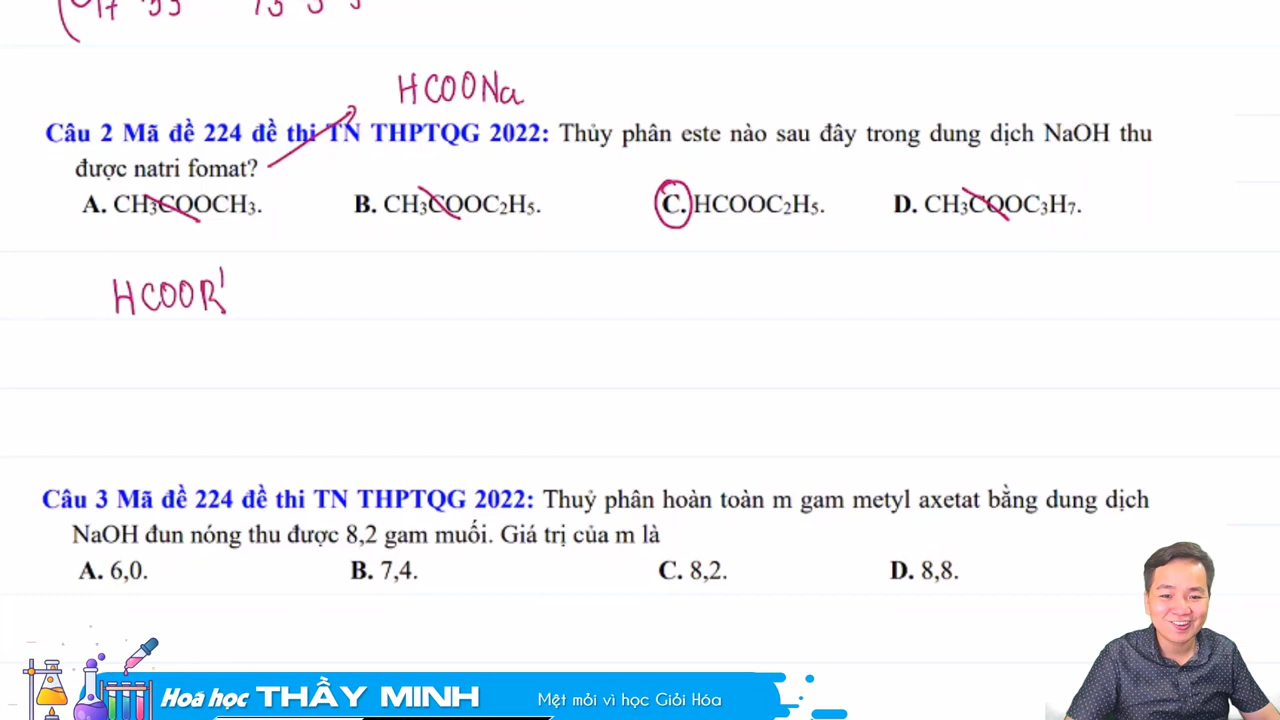 HCOONa
Câu 2 Mã đề 224 đề thi TN THPTQG 2022: Thủy phân este nào sau đây trong dung dịch NaOH thu
được natri fomat?
A. CH₃COOCH₃. B. CH₃COOC₂H₅. C. HCOOC₂H₅. D. CH₃COOC₃H₇.
HCOOR'
Câu 3 Mã đề 224 đề thi TN THPTQG 2022: Thuỷ phân hoàn toàn m gam metyl axetat bằng dung dịch
NaOH đun nóng thu được 8,2 gam muối. Giá trị của m là
A. 6,0. B. 7,4. C. 8,2. D. 8,8.
Hoá học THẦY MINH Mệt mỏi vì học Giỏi Hóa